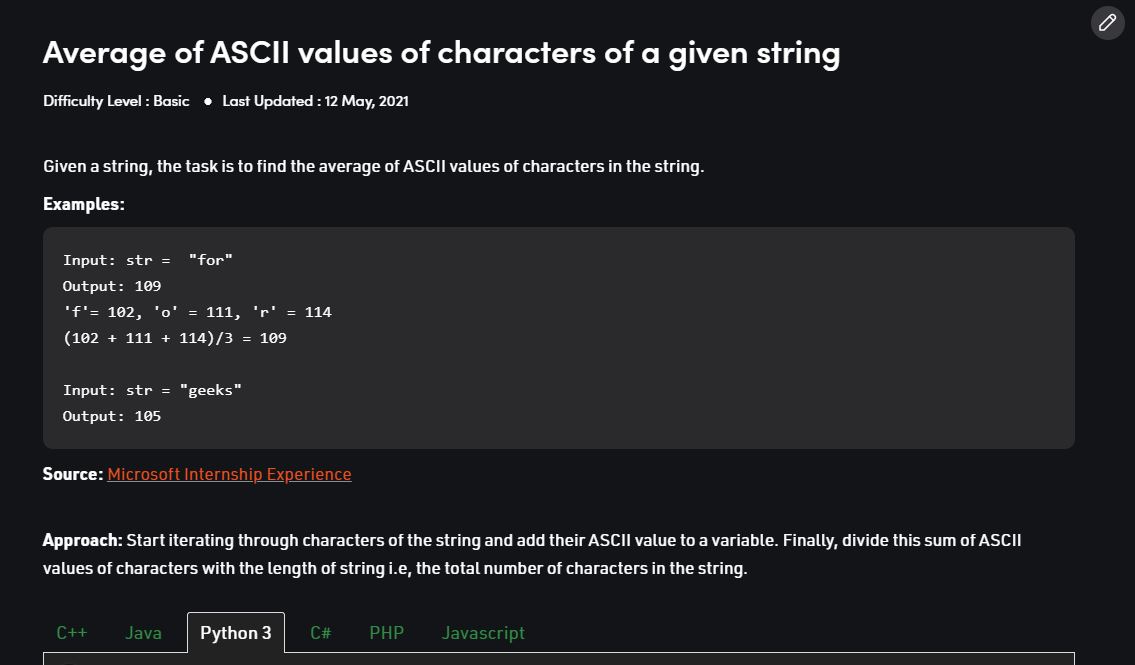 Average of ASCII values of characters of a given string
Difficulty Level : Basic ● Last Updated : 12 May, 2021
Given a string, the task is to find the average of ASCII values of characters in the string.
Examples:
Input: str =  "for"
Output: 109
'f'= 102, 'o' = 111, 'r' = 114
(102 + 111 + 114)/3 = 109
Input: str = "geeks"
Output: 105
Source: Microsoft Internship Experience
Approach: Start iterating through characters of the string and add their ASCII value to a variable. Finally, divide this sum of ASCII
values of characters with the length of string i.e, the total number of characters in the string.
C++ Java Python 3 C# PHP Javascript